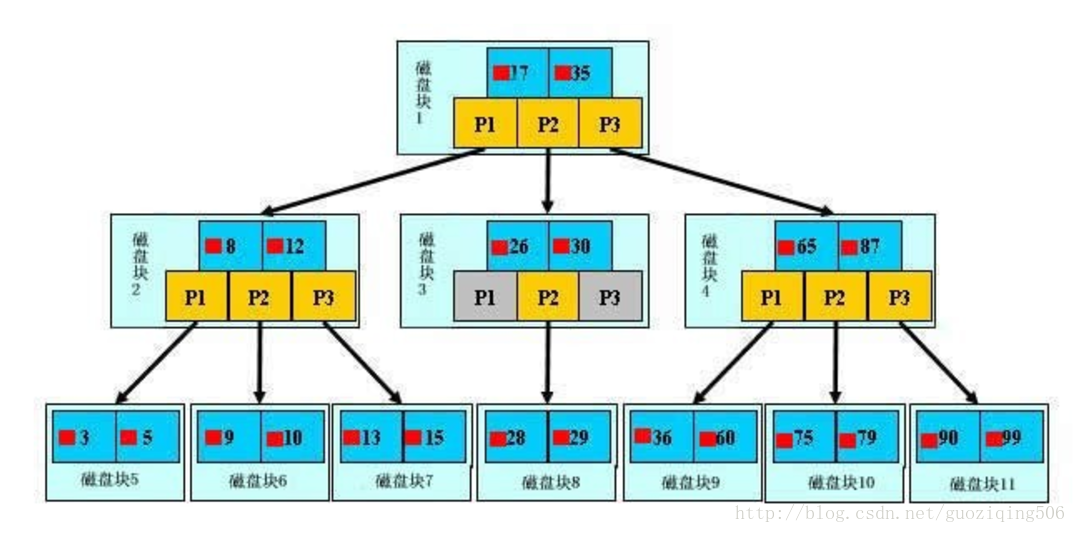 磁盘块1
17 35
P1 P2 P3
磁盘块2
8 12
P1 P2 P3
磁盘块3
26 30
P1 P2 P3
磁盘块4
65 87
P1 P2 P3
3 5
磁盘块5
9 10
磁盘块6
13 15
磁盘块7
28 29
磁盘块8
36 60
磁盘块9
75 79
磁盘块10
90 99
磁盘块11
http://blog.csdn.net/guoziqing506